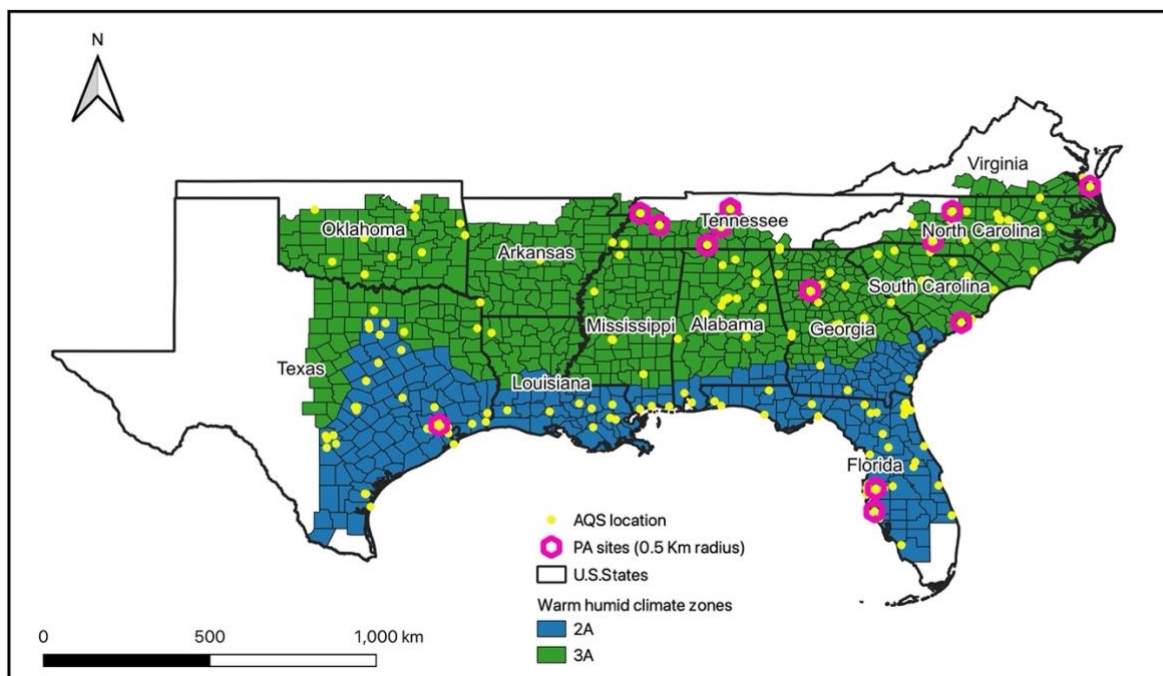 N
Virginia
Oklahoma
Tennessee
North Carolina
Arkansas
South Carolina
Mississippi
Alabama
Georgia
Texas
Louisiana
Florida
AQS location
PA sites (0.5 Km radius)
U.S.States
Warm humid climate zones
2A
3A
0 500 1,000 km